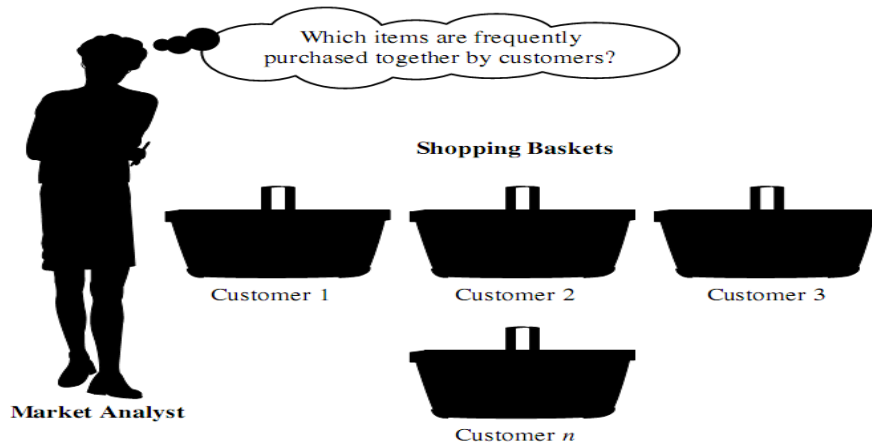 Which items are frequently
purchased together by customers?
Shopping Baskets
Customer 1
Customer 2
Customer 3
Market Analyst
Customer n